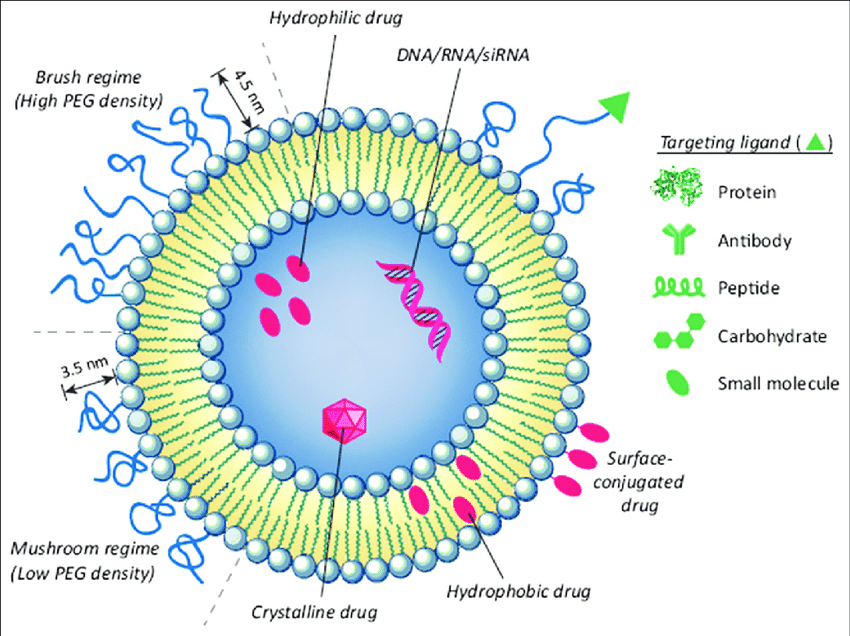 Hydrophilic drug
DNA/RNA/siRNA
Brush regime
(High PEG density)
4.5 nm
Targeting ligand ( )
Protein
Antibody
Peptide
Carbohydrate
Small molecule
3.5 nm
Surface-
conjugated
drug
Mushroom regime
(Low PEG density)
Hydrophobic drug
Crystalline drug